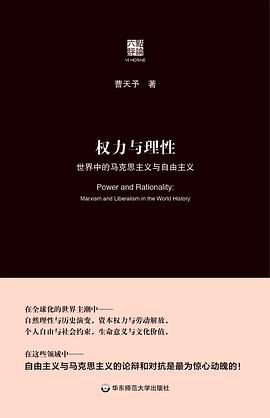 六點評論
VI HORAE
曹天予 著
权力与理性
世界中的马克思主义与自由主义
Power and Rationality:
Marxism and Liberalism in the World History
在全球化的世界主潮中——
自然理性与历史演变，资本权力与劳动解放，
个人自由与社会约束，生命意义与文化价值，
在这些领域中——
自由主义与马克思主义的论辩和对抗是最为惊心动魄的！
华东师范大学出版社